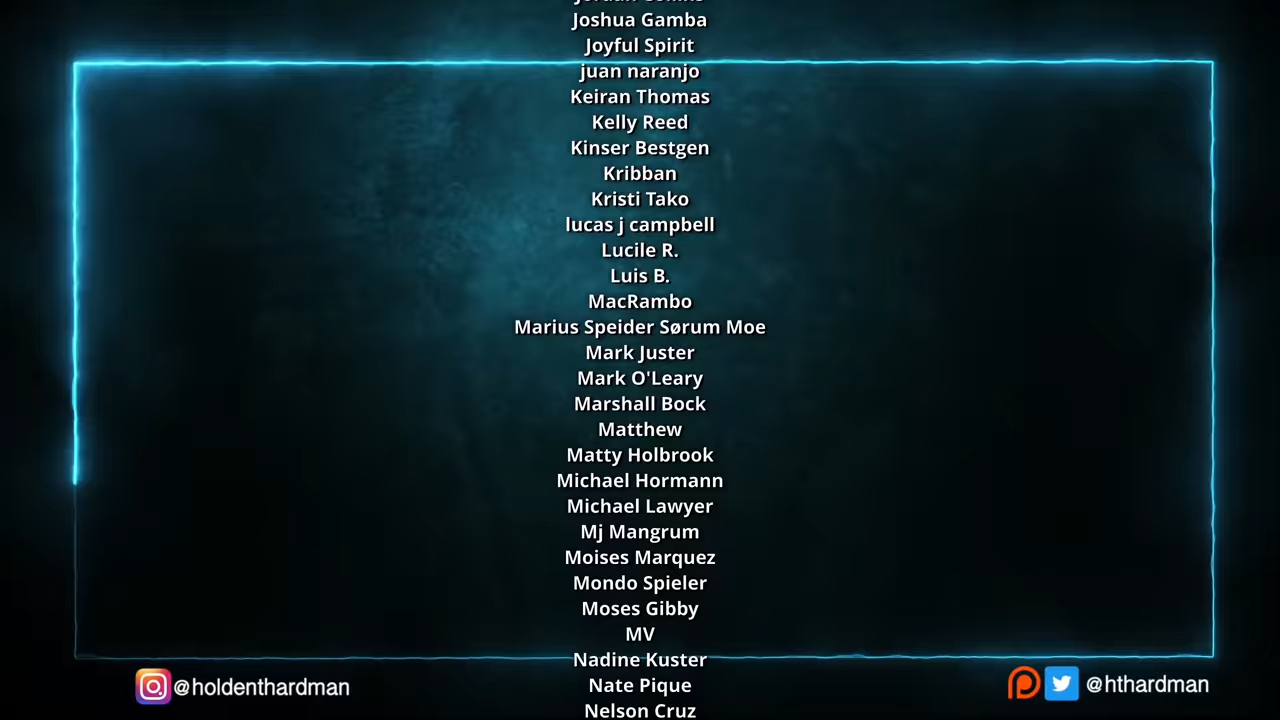 Joshua Gamba
Joyful Spirit
juan naranjo
Keiran Thomas
Kelly Reed
Kinser Bestgen
Kribban
Kristi Tako
lucas j campbell
Lucile R.
Luis B.
MacRambo
Marius Speider Sørum Moe
Mark Juster
Mark O'Leary
Marshall Bock
Matthew
Matty Holbrook
Michael Hormann
Michael Lawyer
Mj Mangrum
Moises Marquez
Mondo Spieler
Moses Gibby
MV
Nadine Kuster
Nate Pique
Nelson Cruz
@holdenthardman
@hthardman